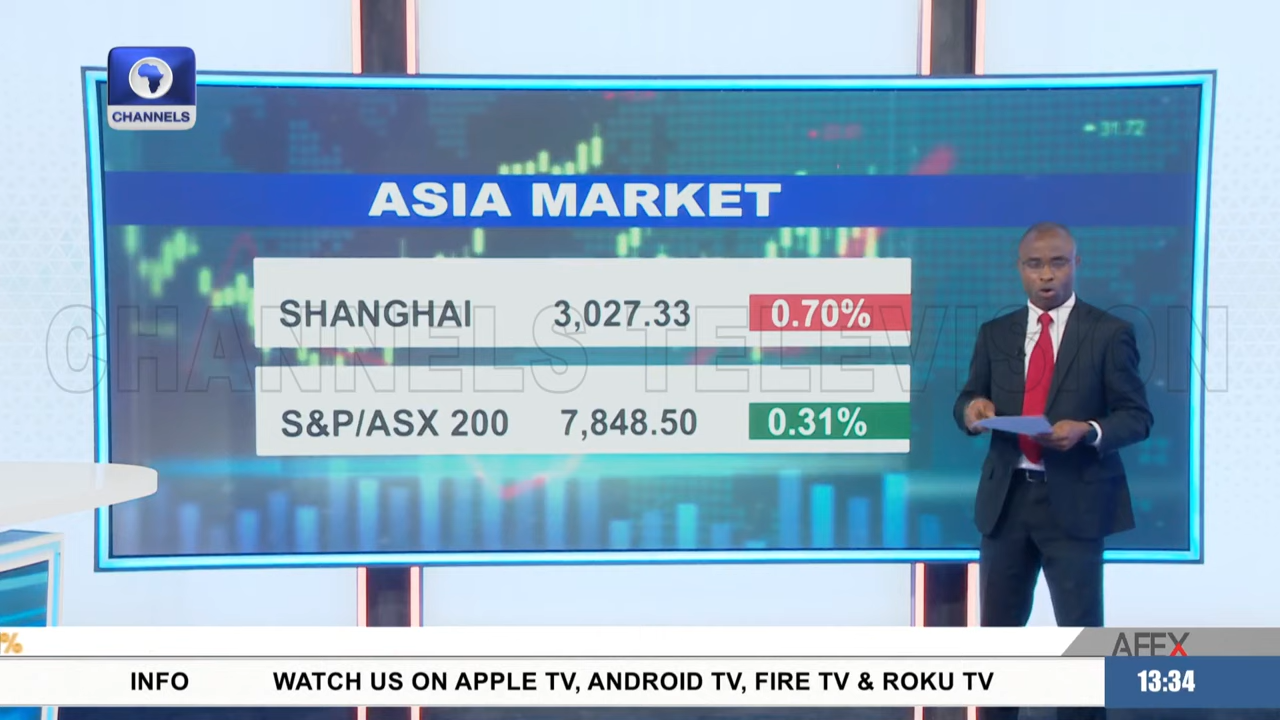 CHANNELS
31.72
ASIA MARKET
SHANGHAI 3,027.33 0.70%
CHANNELS TELEVISION
S&P/ASX 200 7,848.50 0.31%
%
AFEX
INFO WATCH US ON APPLE TV, ANDROID TV, FIRE TV & ROKU TV
13:34